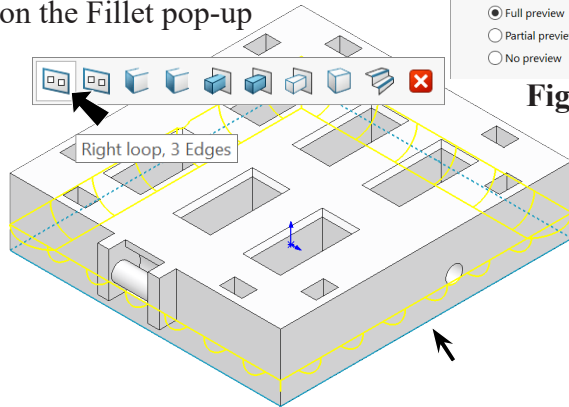 on the Fillet pop-up
Full preview
Partial previe
No preview
Fig
Right loop, 3 Edges